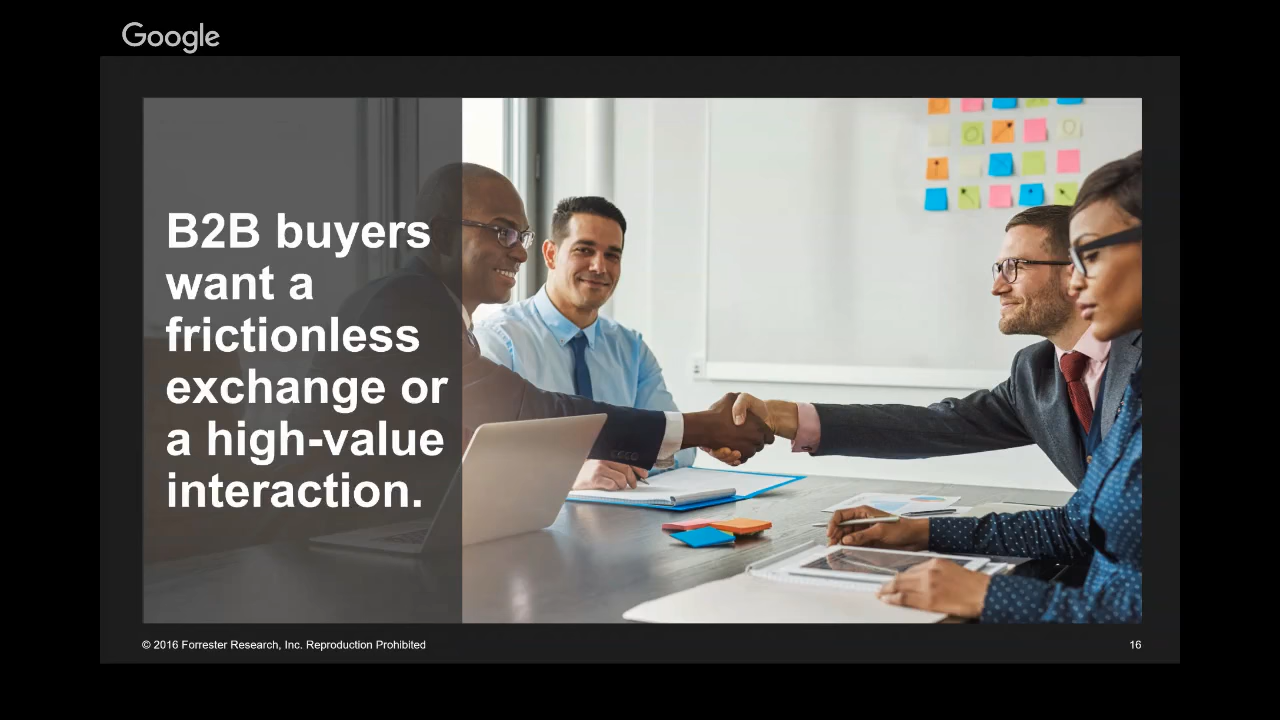 Google
B2B buyers
want a
frictionless
exchange or
a high-value
interaction.
© 2016 Forrester Research, Inc. Reproduction Prohibited
16